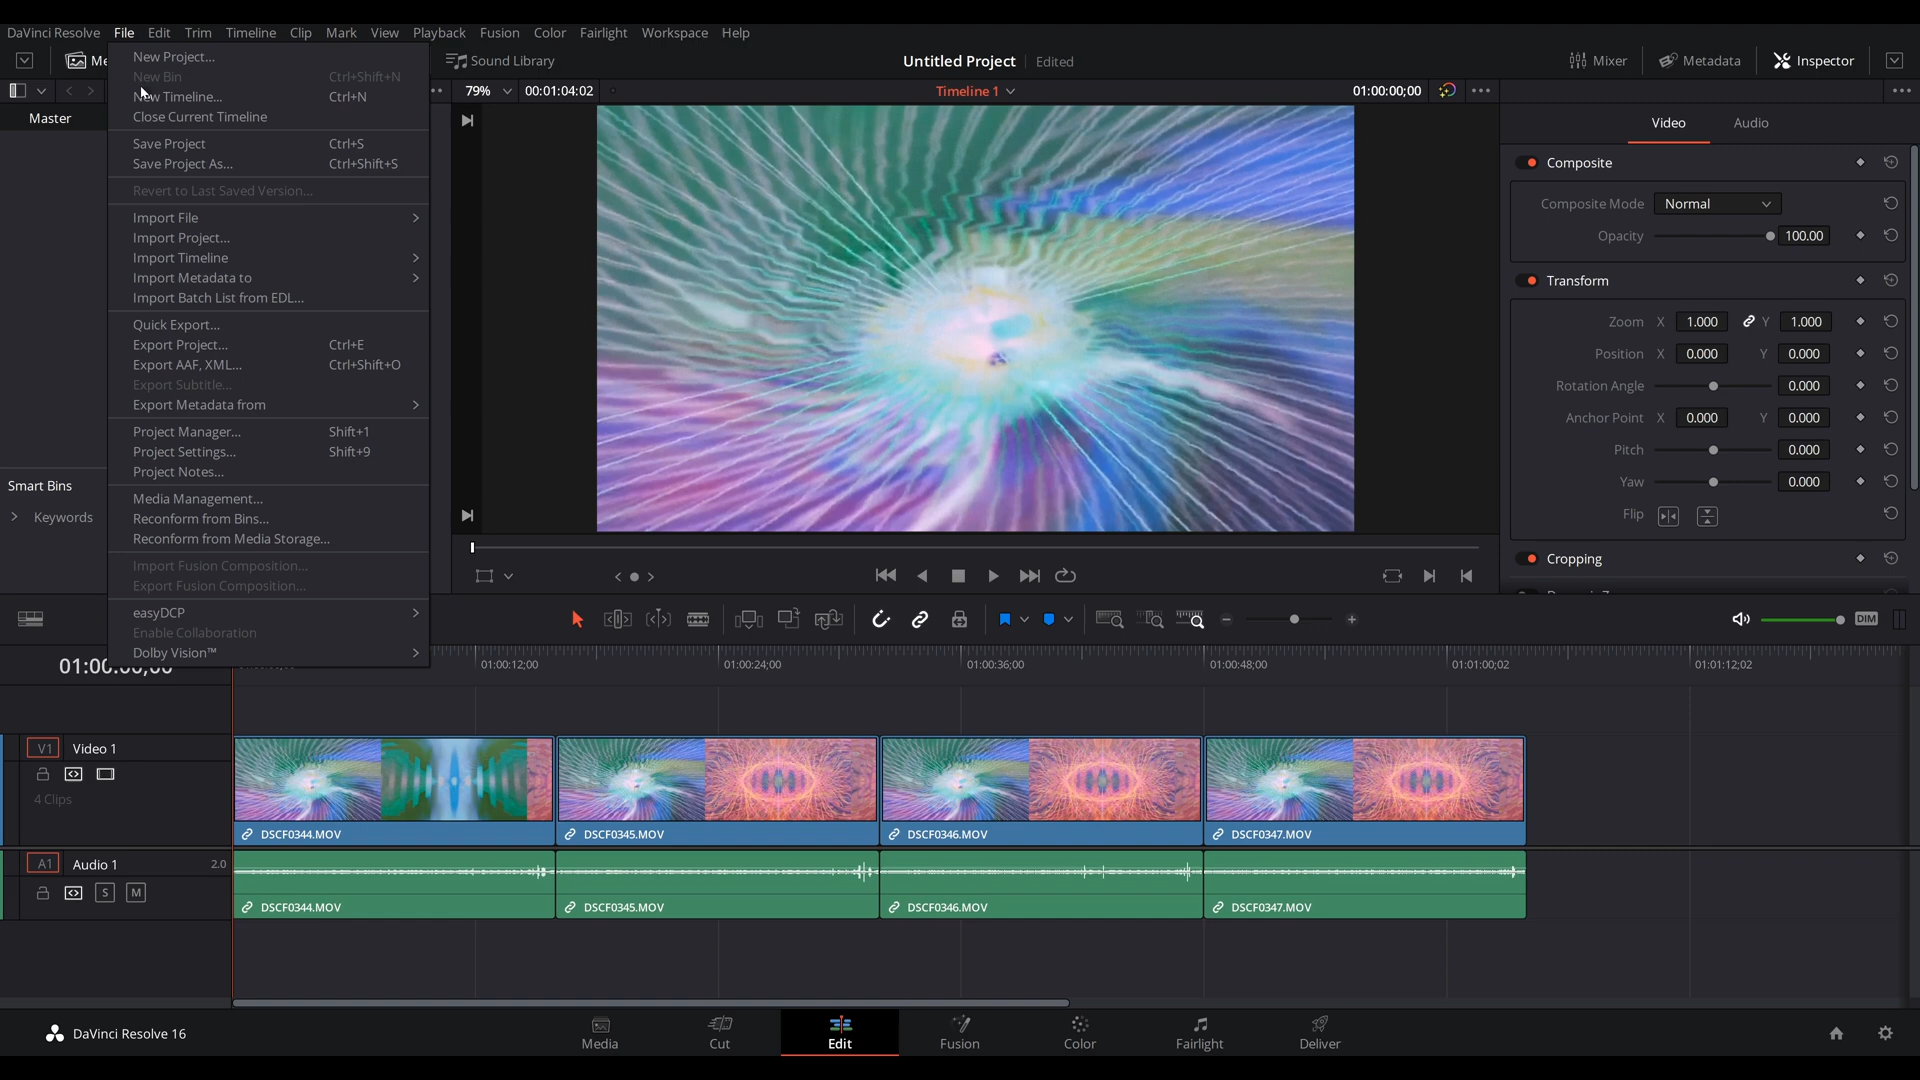 DaVinci Resolve File Edit Trim Timeline Clip Mark View Playback Fusion Color Fairlight Workspace Help
Me
Sound Library
Untitled Project Edited
Mixer Metadata Inspector
79% 00:01:04:02
Timeline 1
01:00:00;00
Master
New Project...
New Bin Ctrl+Shift+N
New Timeline... Ctrl+N
Close Current Timeline
Save Project Ctrl+S
Save Project As... Ctrl+Shift+S
Revert to Last Saved Version...
Import File
Import Project...
Import Timeline
Import Metadata to
Import Batch List from EDL...
Quick Export...
Export Project... Ctrl+E
Export AAF, XML... Ctrl+Shift+O
Export Subtitle...
Export Metadata from
Project Manager... Shift+1
Project Settings... Shift+9
Project Notes...
Media Management...
Reconform from Bins...
Reconform from Media Storage...
Import Fusion Composition...
Export Fusion Composition...
easyDCP
Enable Collaboration
Dolby Vision™
Smart Bins
Keywords
Video Audio
Composite
Composite Mode Normal
Opacity 100.00
Transform
Zoom X 1.000 Y 1.000
Position X 0.000 Y 0.000
Rotation Angle 0.000
Anchor Point X 0.000 Y 0.000
Pitch 0.000
Yaw 0.000
Flip
Cropping
DIM
01:00:12;00 01:00:24;00 01:00:36;00 01:00:48;00 01:01:00;02 01:01:12;02
V1 Video 1
4 Clips
DSCF0344.MOV DSCF0345.MOV DSCF0346.MOV DSCF0347.MOV
A1 Audio 1 2.0
S M
DSCF0344.MOV DSCF0345.MOV DSCF0346.MOV DSCF0347.MOV
DaVinci Resolve 16
Media Cut Edit Fusion Color Fairlight Deliver